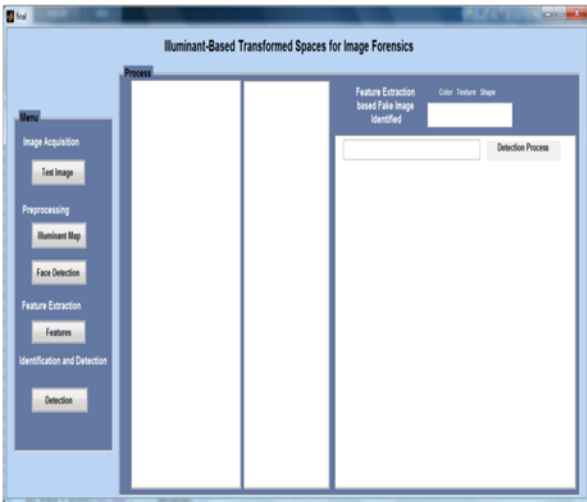 final
Illuminant-Based Transformed Spaces for Image Forensics
Menu
Image Acquisition
Test Image
Preprocessing
Illuminant Map
Face Detection
Feature Extraction
Features
Identification and Detection
Detection
Process
Feature Extraction
based Fake Image
Identified
Color Texture Shape
Detection Process